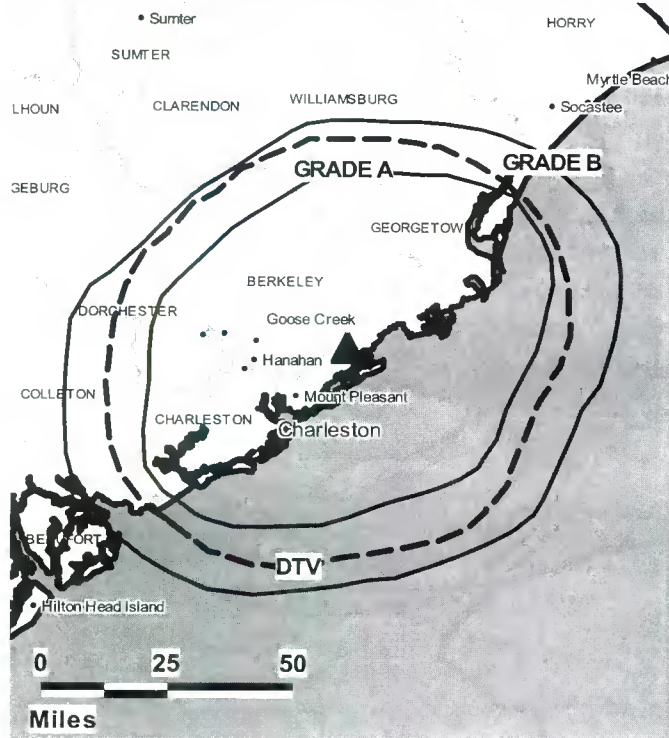 Sumter
HORRY
SUMTER
Myrtle Beach
LHOUN
CLARENDON
WILLIAMSBURG
Socastee
GRADE A
GRADE B
GEBURG
GEORGETOW
BERKELEY
DORCHESTER
Goose Creek
Hanahan
COLLETON
Mount Pleasant
CHARLESTON
Charleston
BEAUFORT
DTV
Hilton Head Island
0 25 50
Miles